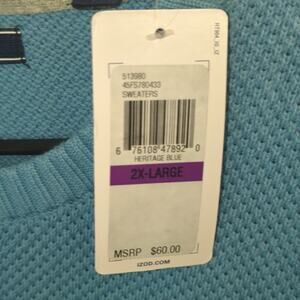 513980
45FS780433
SWEATERS
6 76108 47892 0
HERITAGE BLUE
2X-LARGE
MSRP $60.00
IZOD.COM